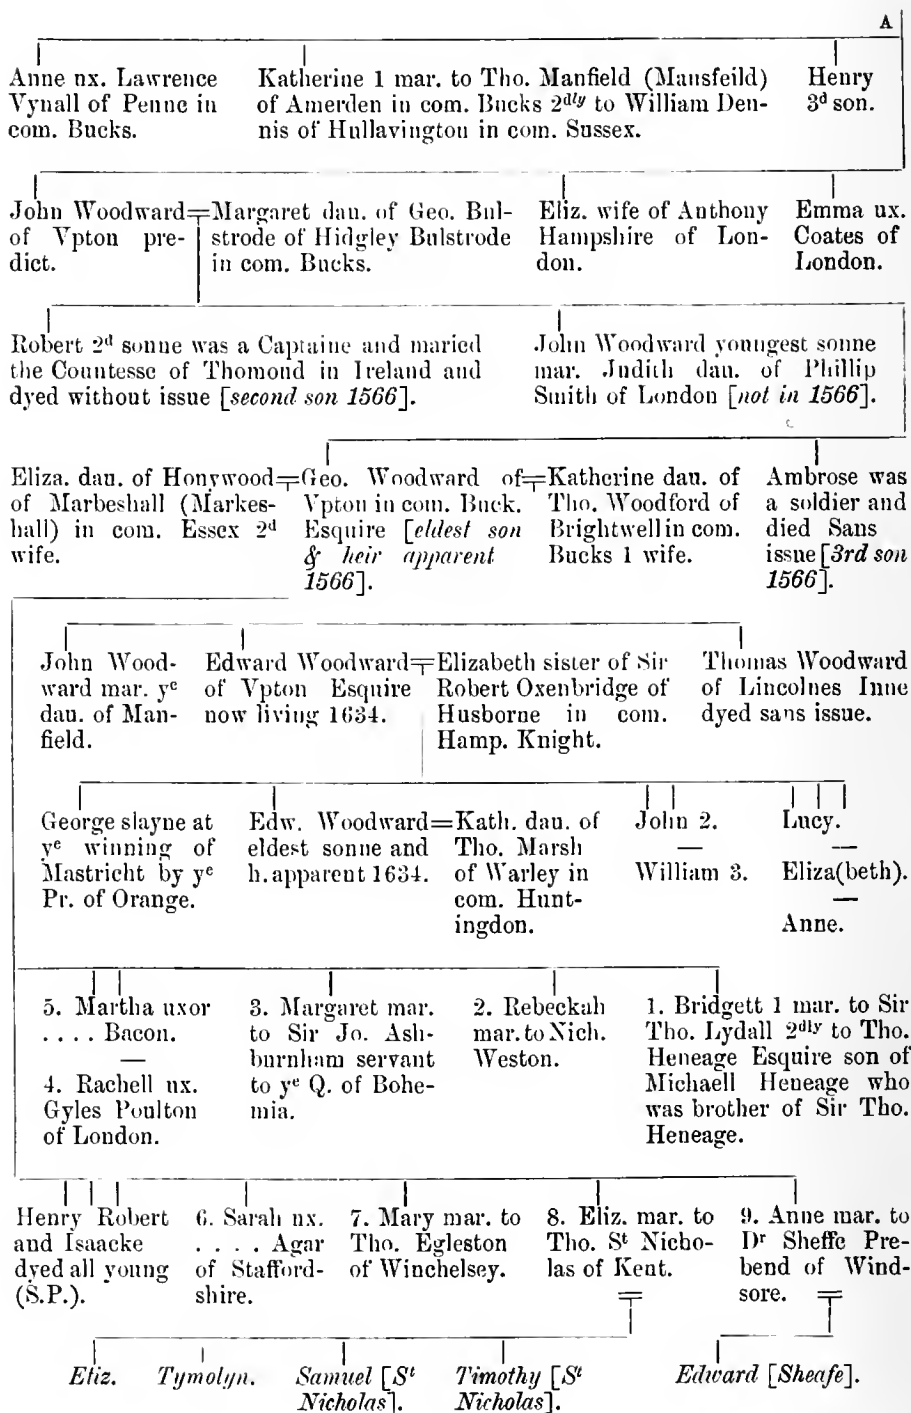 A
Anne ux. Lawrence
Vynall of Penne in
com. Bucks.
Katherine 1 mar. to Tho. Manfield (Mansfeild)
of Amerden in com. Bucks 2dly to William Den-
nis of Hullavington in com. Sussex.
Henry
3d son.
John Woodward=
of Vpton pre-
dict.
Margaret dau. of Geo. Bul-
strode of Hidgley Bulstrode
in com. Bucks.
Eliz. wife of Anthony
Hampshire of Lon-
don.
Emma ux.
Coates of
London.
Robert 2d sonne was a Captaine and maried
the Countesse of Thomond in Ireland and
dyed without issue [second son 1566].
John Woodward youngest sonne
mar. Judith dau. of Phillip
Smith of London [not in 1566].
Eliza. dau. of Honywood=
of Marbeshall (Markes-
hall) in com. Essex 2d
wife.
Geo. Woodward of=
Vpton in com. Buck.
Esquire [eldest son
& heir apparent
1566].
Katherine dau. of
Tho. Woodford of
Brightwell in com.
Bucks 1 wife.
Ambrose was
a soldier and
died Sans
issue [3rd son
1566].
John Wood-
ward mar. ye
dau. of Man-
field.
Edward Woodward=
of Vpton Esquire
now living 1634.
Elizabeth sister of Sir
Robert Oxenbridge of
Husborne in com.
Hamp. Knight.
Thomas Woodward
of Lincolnes Inne
dyed sans issue.
George slayne at
ye winning of
Mastricht by ye
Pr. of Orange.
Edw. Woodward=
eldest sonne and
h. apparent 1634.
Kath. dau. of
Tho. Marsh
of Warley in
com. Hunt-
ingdon.
John 2.
—
William 3.
Lucy.
—
Eliza(beth).
—
Anne.
5. Martha uxor
. . . . Bacon.
—
4. Rachell ux.
Gyles Poulton
of London.
3. Margaret mar.
to Sir Jo. Ash-
burnham servant
to ye Q. of Bohe-
mia.
2. Rebeckah
mar. to Nich.
Weston.
1. Bridgett 1 mar. to Sir
Tho. Lydall 2dly to Tho.
Heneage Esquire son of
Michaell Heneage who
was brother of Sir Tho.
Heneage.
Henry Robert
and Isaacke
dyed all young
(S.P.).
6. Sarah ux.
. . . . Agar
of Stafford-
shire.
7. Mary mar. to
Tho. Egleston
of Winchelsey.
8. Eliz. mar. to
Tho. St Nicho-
las of Kent.
9. Anne mar. to
Dr Sheffe Pre-
bend of Wind-
sore.
Eliz.
Tymolyn.
Samuel [St
Nicholas].
Timothy [St
Nicholas].
Edward [Sheafe].